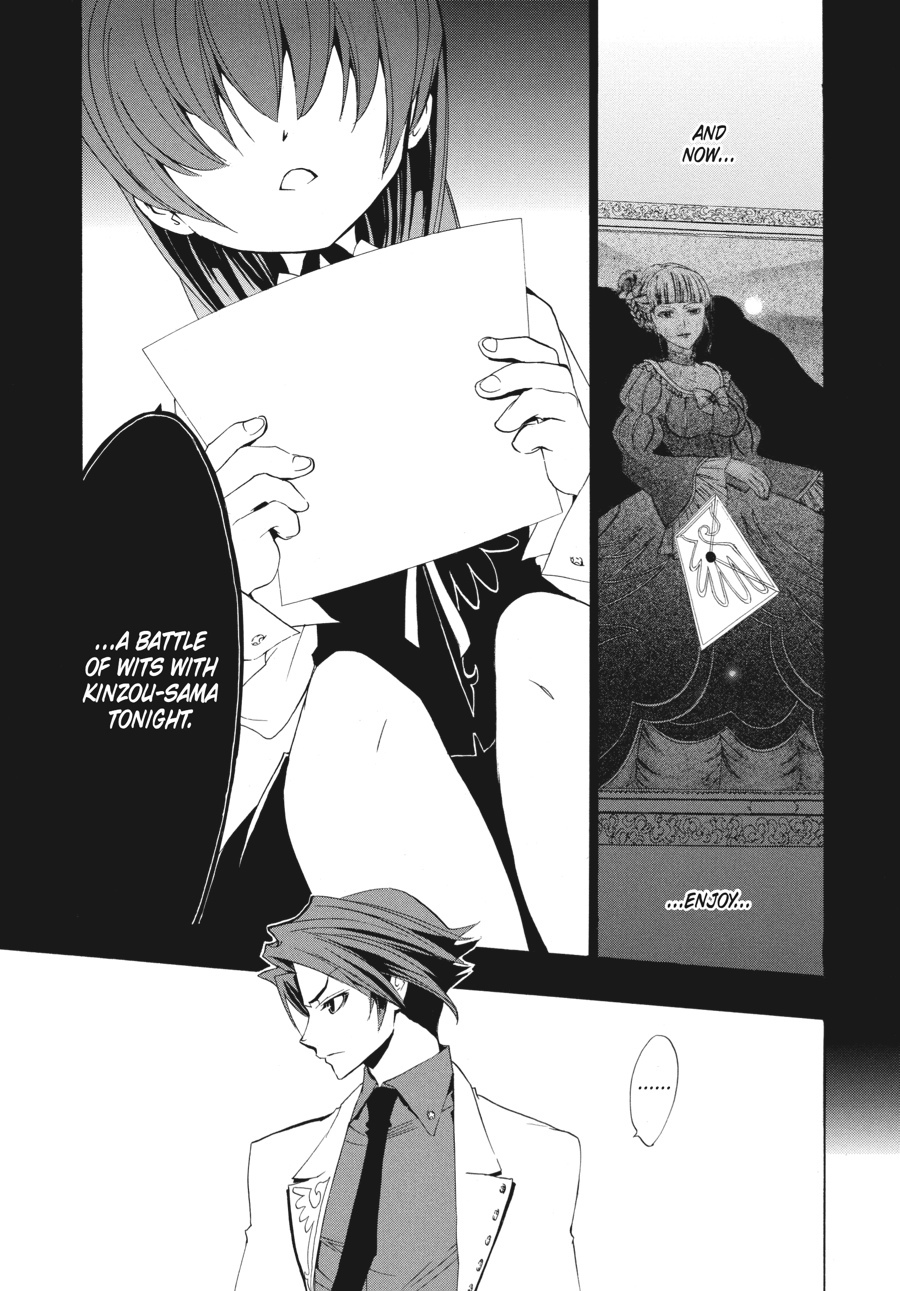 AND
NOW...
...ENJOY...
...A BATTLE
OF WITS WITH
KINZOU-SAMA
TONIGHT.
......